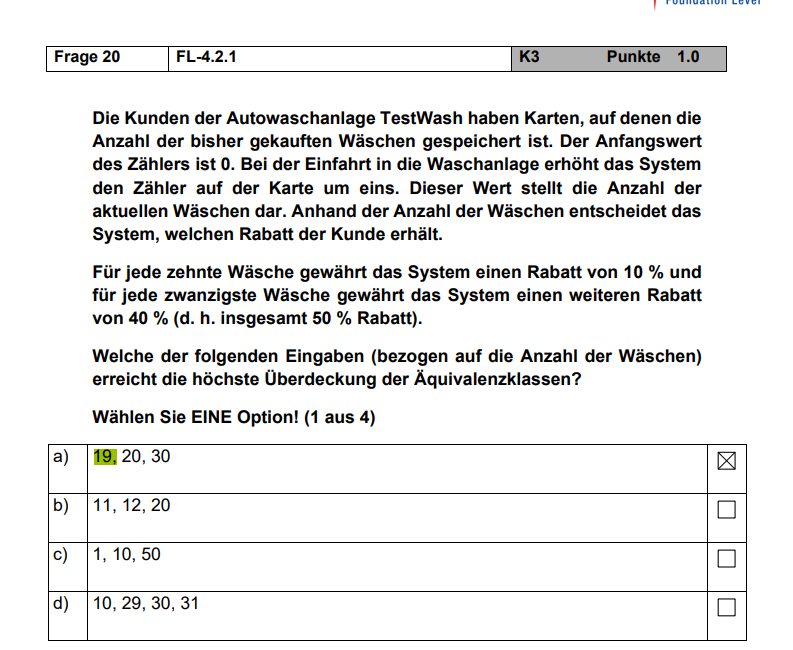 Foundation Level
Frage 20 FL-4.2.1 K3 Punkte 1.0
Die Kunden der Autowaschanlage TestWash haben Karten, auf denen die
Anzahl der bisher gekauften Wäschen gespeichert ist. Der Anfangswert
des Zählers ist 0. Bei der Einfahrt in die Waschanlage erhöht das System
den Zähler auf der Karte um eins. Dieser Wert stellt die Anzahl der
aktuellen Wäschen dar. Anhand der Anzahl der Wäschen entscheidet das
System, welchen Rabatt der Kunde erhält.
Für jede zehnte Wäsche gewährt das System einen Rabatt von 10 % und
für jede zwanzigste Wäsche gewährt das System einen weiteren Rabatt
von 40 % (d. h. insgesamt 50 % Rabatt).
Welche der folgenden Eingaben (bezogen auf die Anzahl der Wäschen)
erreicht die höchste Überdeckung der Äquivalenzklassen?
Wählen Sie EINE Option! (1 aus 4)
a) 19, 20, 30
b) 11, 12, 20
c) 1, 10, 50
d) 10, 29, 30, 31